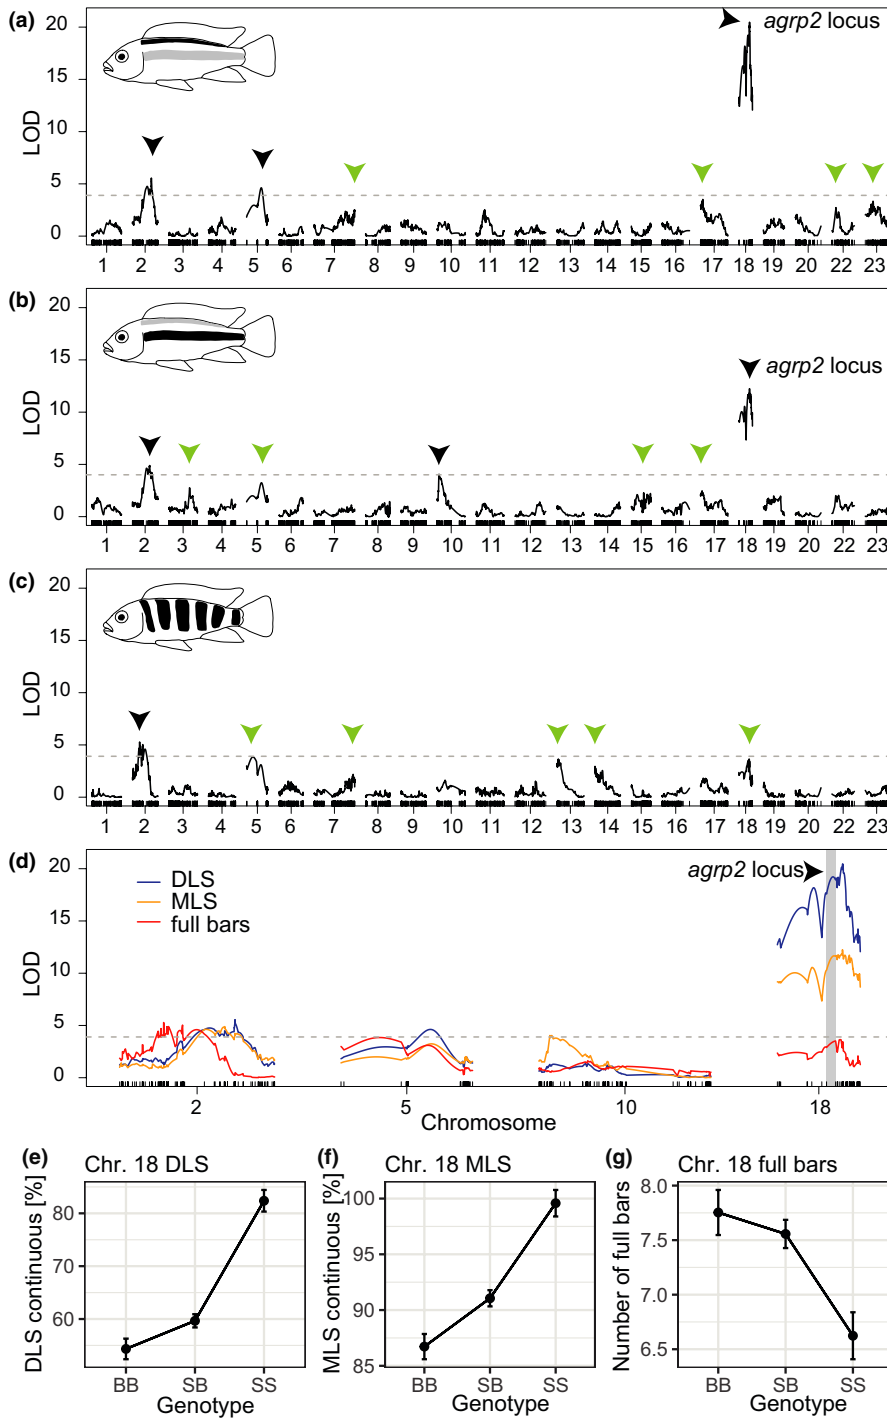 (a)
20
15
10
5
0
LOD
agrp2 locus
1 2 3 4 5 6 7 8 9 10 11 12 13 14 15 16 17 18 19 20 22 23
(b)
20
15
10
5
0
LOD
agrp2 locus
1 2 3 4 5 6 7 8 9 10 11 12 13 14 15 16 17 18 19 20 22 23
(c)
20
15
10
5
0
LOD
1 2 3 4 5 6 7 8 9 10 11 12 13 14 15 16 17 18 19 20 22 23
(d)
20
15
10
5
0
LOD
DLS
MLS
full bars
agrp2 locus
2 5 10 18
Chromosome
(e)
Chr. 18 DLS
DLS continuous [%]
80
70
60
BB SB SS
Genotype
(f)
Chr. 18 MLS
MLS continuous [%]
100
95
90
85
BB SB SS
Genotype
(g)
Chr. 18 full bars
Number of full bars
8.0
7.5
7.0
6.5
BB SB SS
Genotype